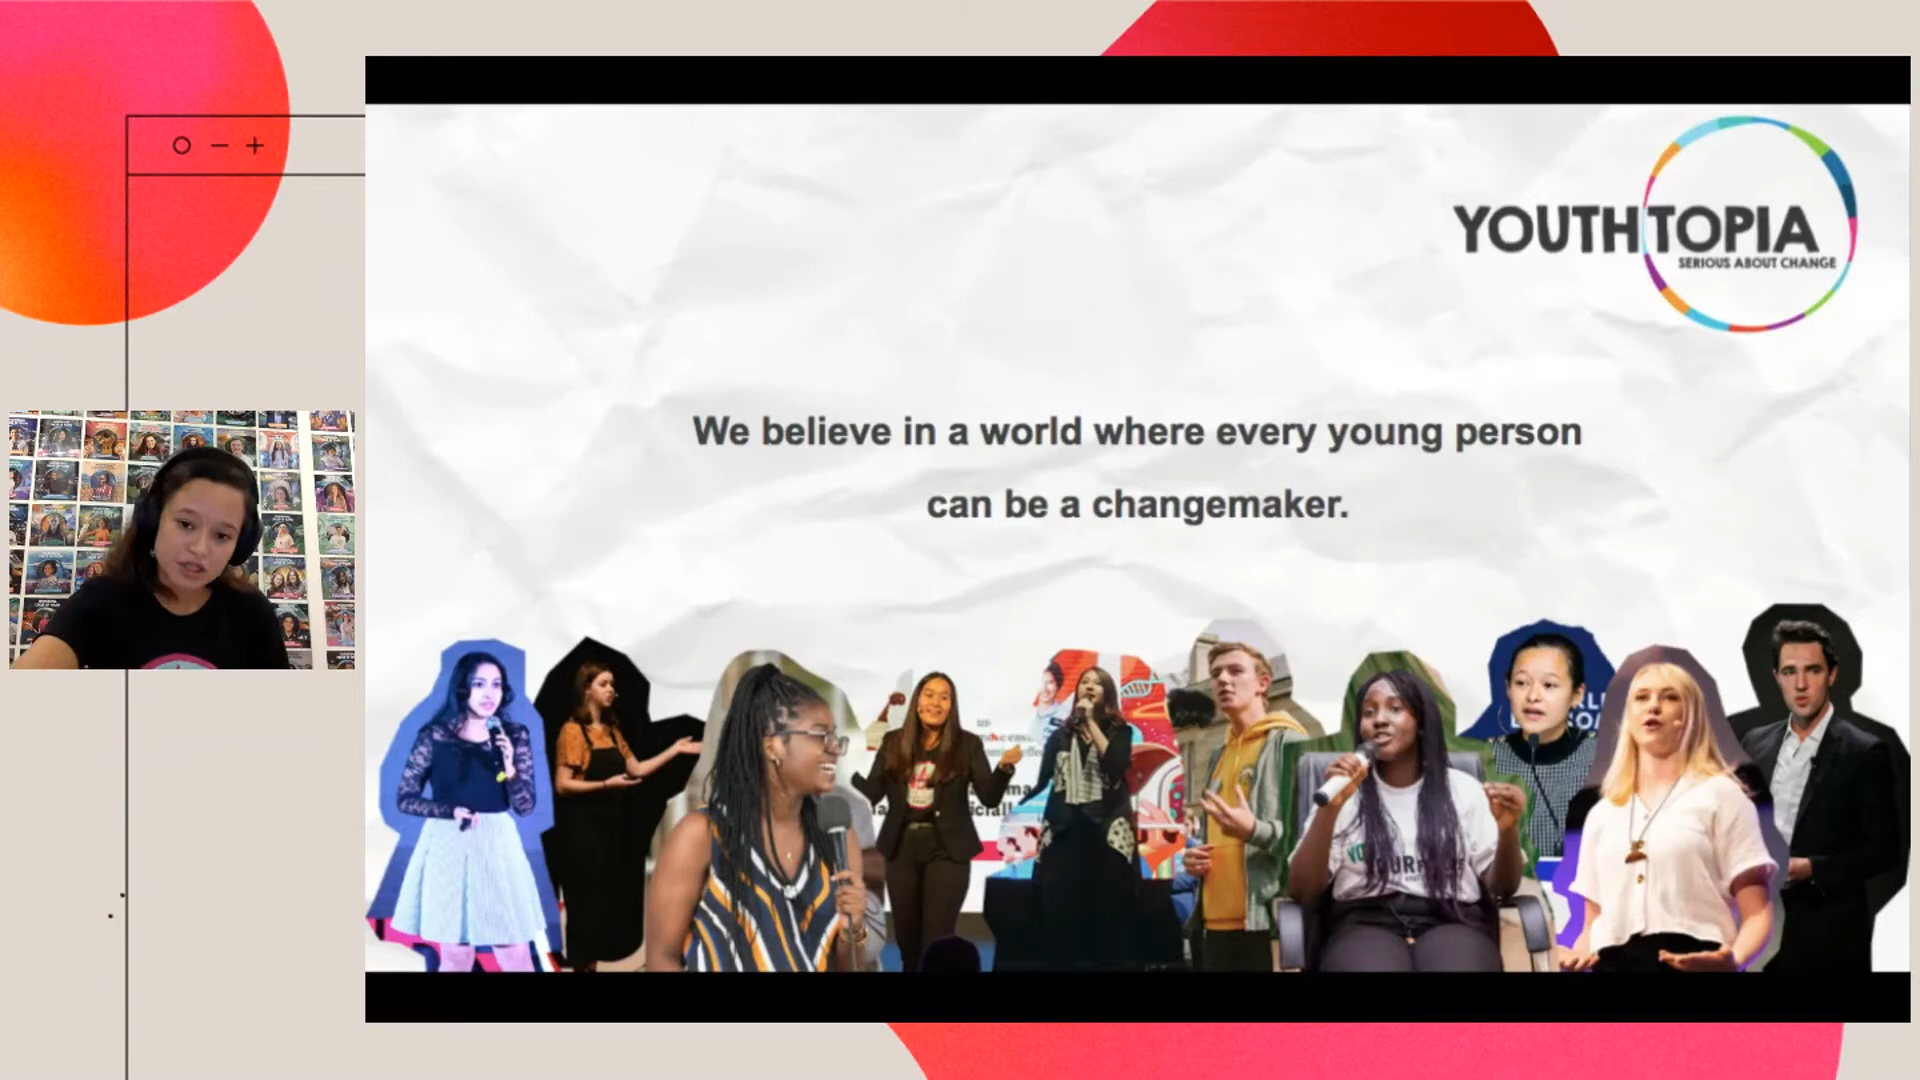 YOUTHTOPIA
SERIOUS ABOUT CHANGE
We believe in a world where every young person
can be a changemaker.